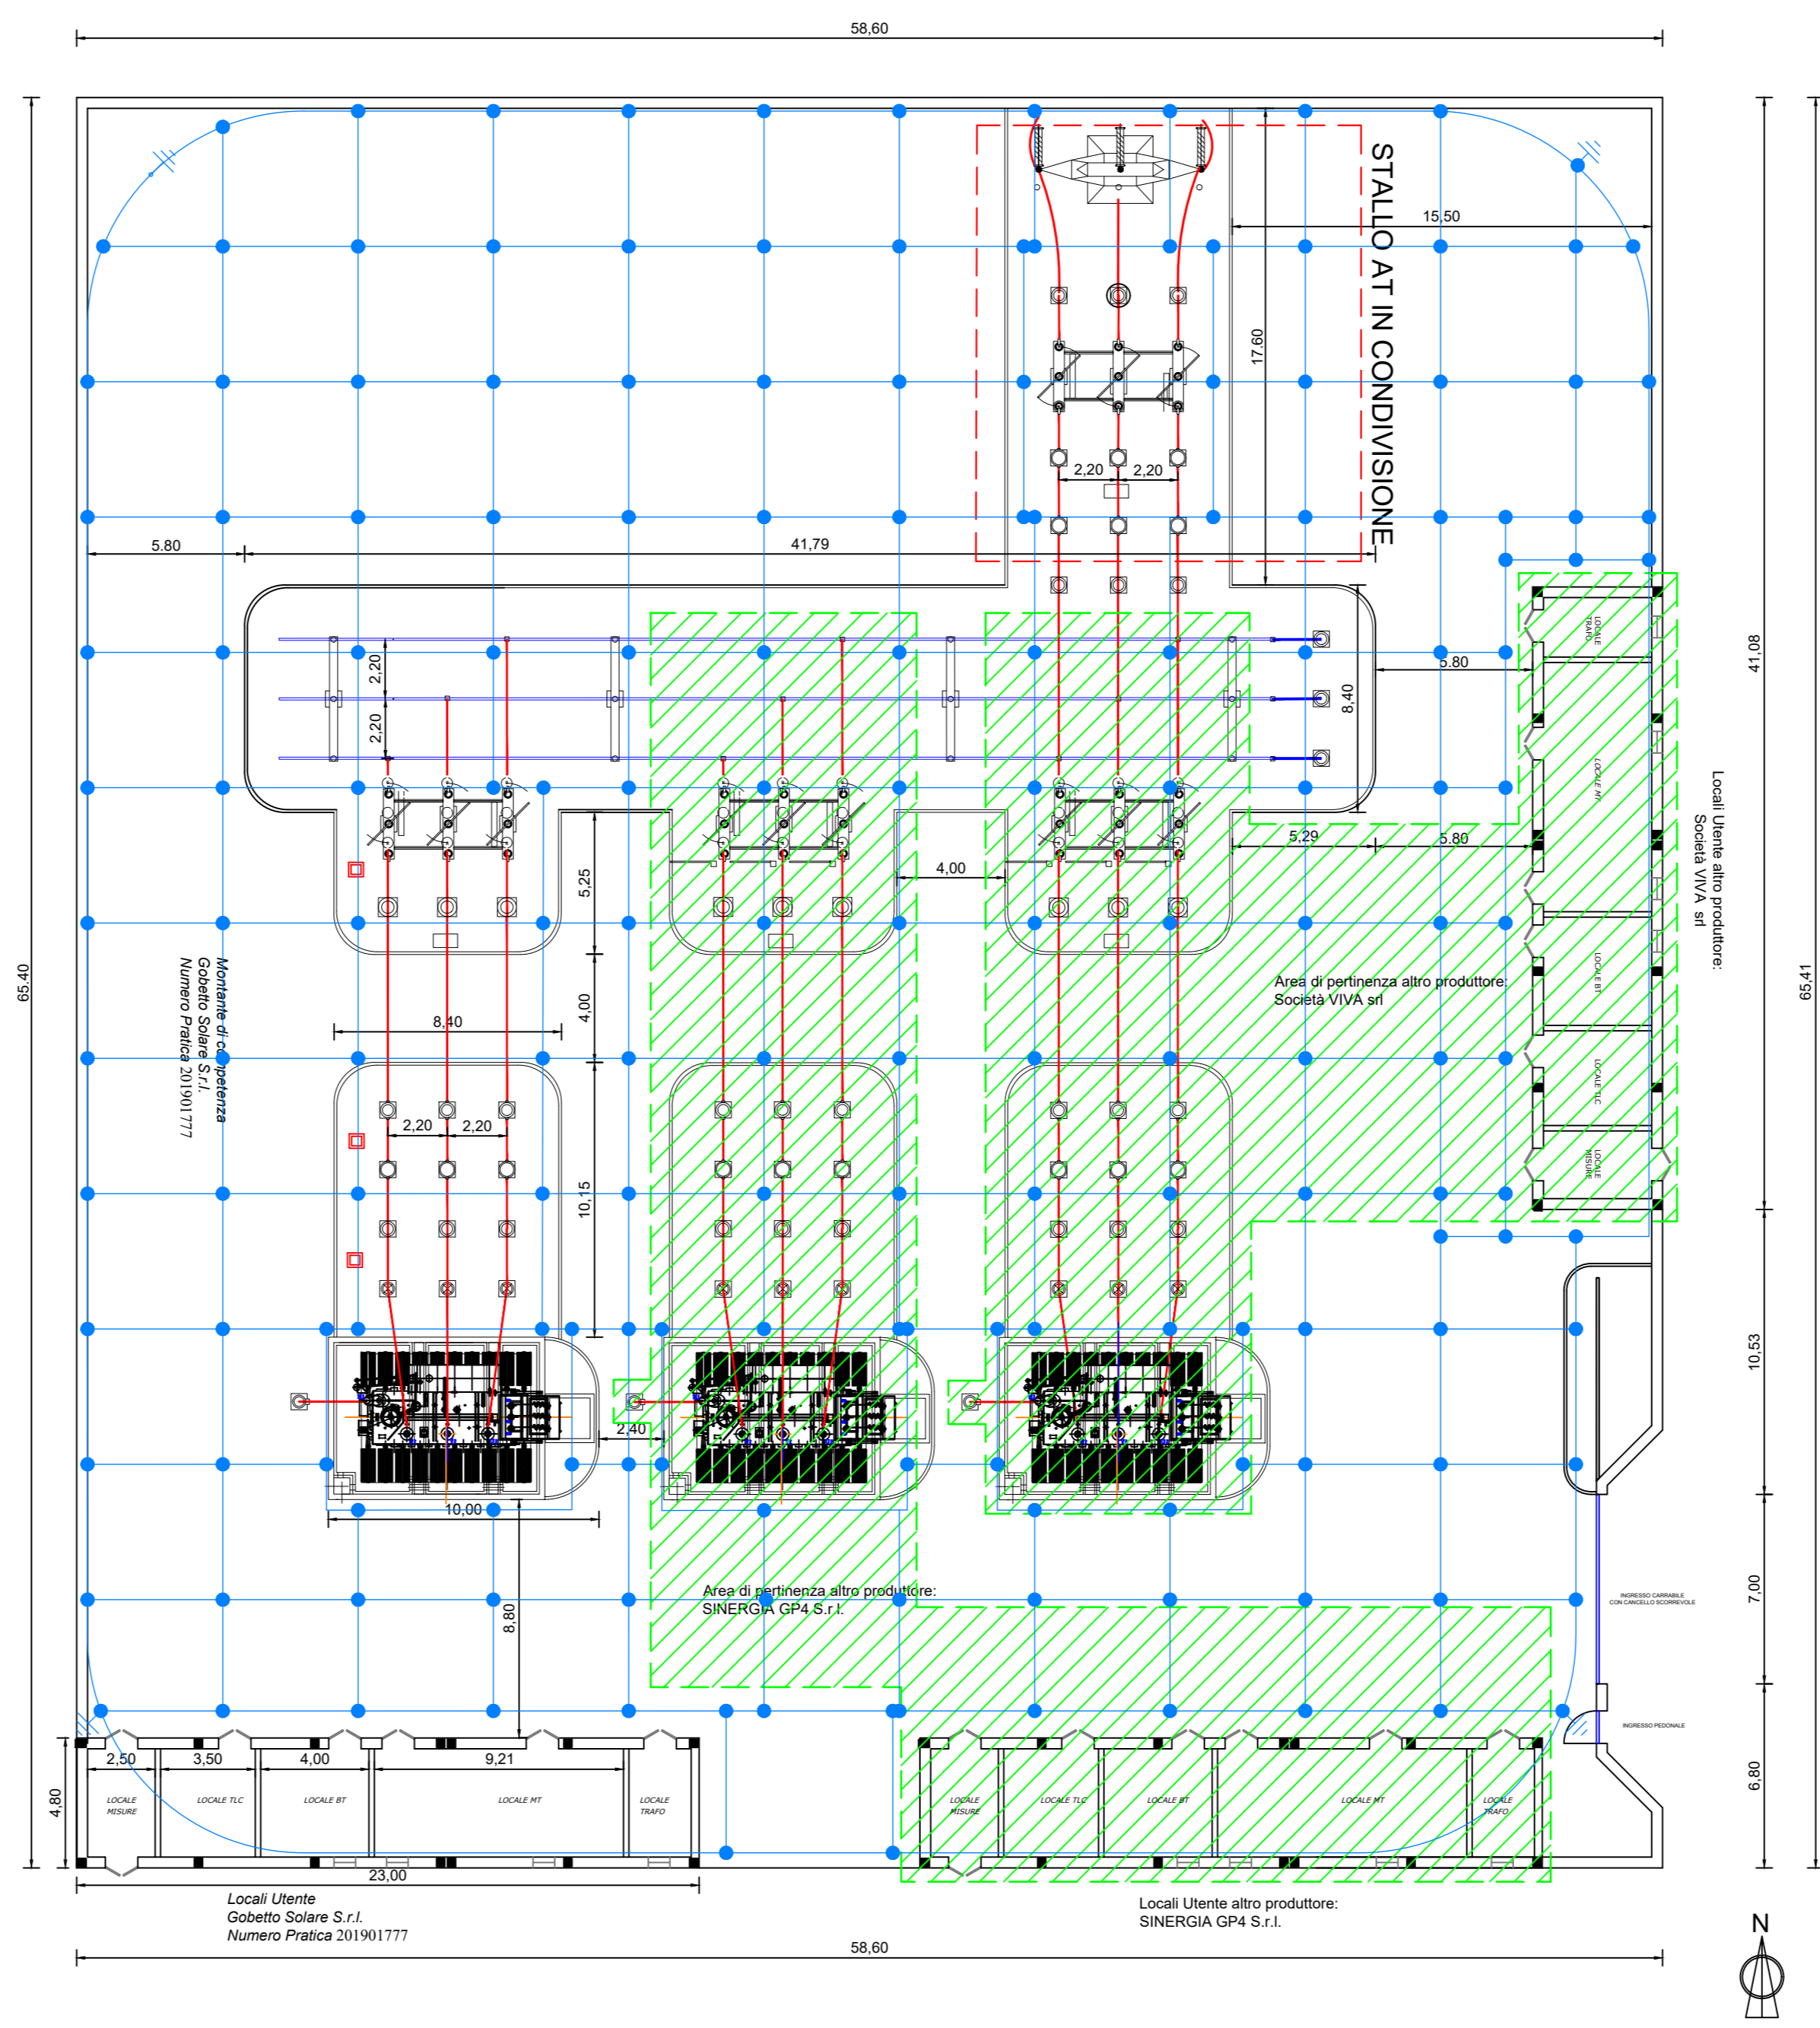 58,60
STALLO AT IN CONDIVISIONE
15,50
17.60
2,20
2,20
5.80
41,79
65.40
41,08
65,41
2,20
2,20
5.80
8,40
LOCALE
TRAFO
LOCALE MT
LOCALE BT
LOCALE TLC
LOCALE
MISURE
Locali Utente altro produttore:
Società VIVA srl
5,29
5.80
4,00
5,25
Area di pertinenza altro produttore:
Società VIVA srl
Montante di competenza
Gobetto Solare S.r.l.
Numero Pratica 201901777
8,40
4,00
2,20
2,20
10,15
10,53
2,40
10,00
8,80
Area di pertinenza altro produttore:
SINERGIA GP4 S.r.l.
INGRESSO CARRABILE
CON CANCELLO SCORREVOLE
7,00
INGRESSO PEDONALE
6,80
4,80
2,50
3,50
4,00
9,21
LOCALE
MISURE
LOCALE TLC
LOCALE BT
LOCALE MT
LOCALE
TRAFO
LOCALE
MISURE
LOCALE TLC
LOCALE BT
LOCALE MT
LOCALE
TRAFO
23,00
Locali Utente
Gobetto Solare S.r.l.
Numero Pratica 201901777
Locali Utente altro produttore:
SINERGIA GP4 S.r.l.
N
58,60